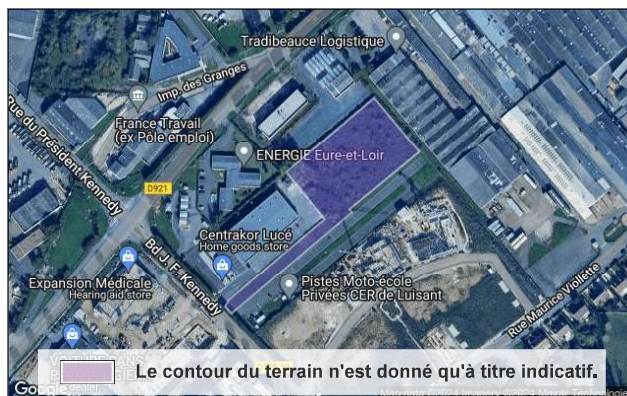 Tradibeauce Logistique
Imp. des Granges
Rue du Président Kennedy
France Travail
(ex Pôle emploi)
ENERGIE Eure-et-Loir
D921
Centrakor Lucé
Home goods store
Bd J. F. Kennedy
Expansion Médicale
Hearing aid store
Pistes Moto-école
Privées CER de Luisant
Rue Maurice Viollette
Le contour du terrain n'est donné qu'à titre indicatif.
dealer
Google